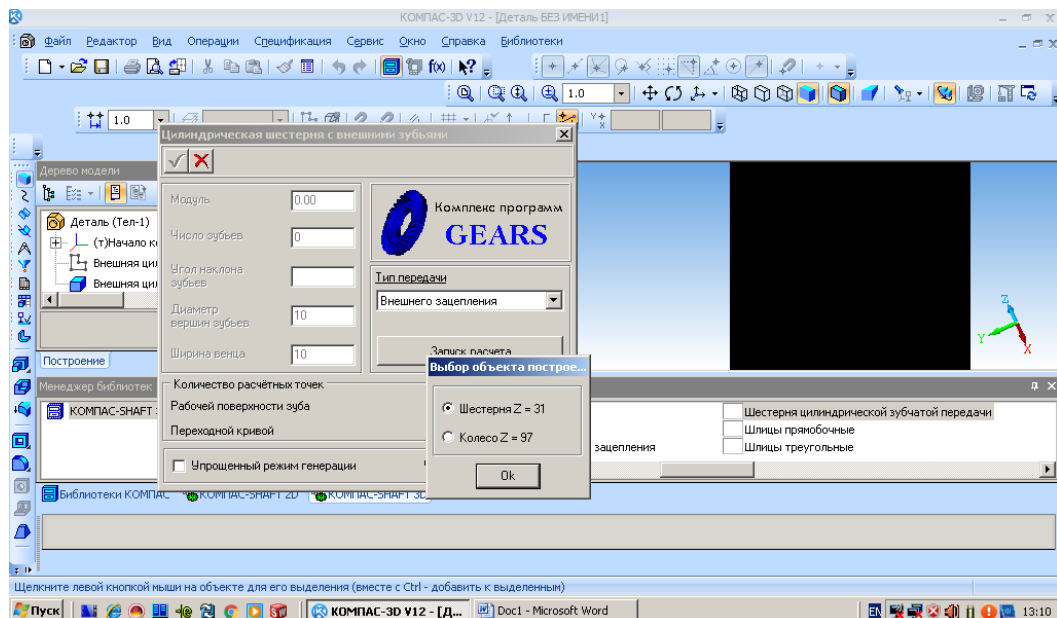 КОМПАС-3D V12 - [Деталь БЕЗ ИМЕНИ1]
Файл Редактор Вид Операции Спецификация Сервис Окно Справка Библиотеки
f(x)
1.0
1.0
Цилиндрическая шестерня с внешними зубьями
Дерево модели
Деталь (Тел-1)
(т)Начало к
Внешняя ци
Внешняя ци
Построение
Модуль 0.00
Число зубьев 0
Угол наклона
зубьев
Диаметр
вершин зубьев 10
Ширина венца 10
Комплекс программ
GEARS
Тип передачи
Внешнего зацепления
Запуск расчета
Количество расчётных точек
Рабочей поверхности зуба
Переходной кривой
Упрощенный режим генерации
Выбор объекта построе...
Шестерня Z = 31
Колесо Z = 97
Ok
Z
Y
X
Менеджер библиотек
КОМПАС-SHAFT
зацепления
Шестерня цилиндрической зубчатой передачи
Шлицы прямобочные
Шлицы треугольные
Библиотеки КОМПАС КОМПАС-SHAFT 2D КОМПАС-SHAFT 3D
Щелкните левой кнопкой мыши на объекте для его выделения (вместе с Ctrl - добавить к выделенным)
Пуск КОМПАС-3D V12 - [Д... Doc1 - Microsoft Word EN 13:10